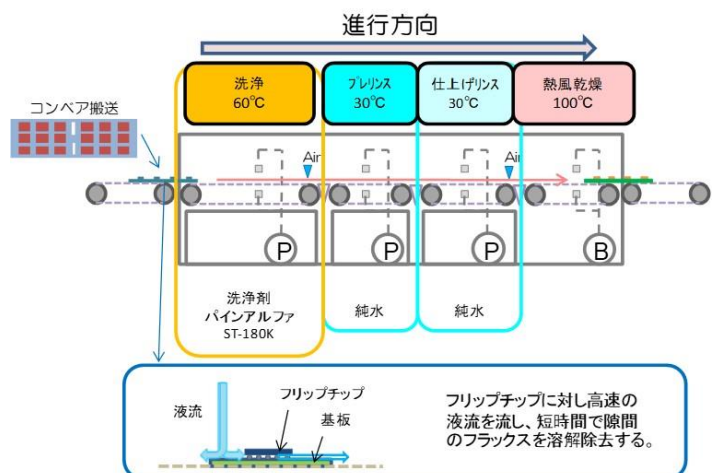 進行方向
洗浄
60℃
プレリンス
30℃
仕上げリンス
30℃
熱風乾燥
100℃
コンベア搬送
Air
Air
P
P
P
B
洗浄剤
パインアルファ
ST-180K
純水
純水
液流
フリップチップ
基板
フリップチップに対し高速の
液流を流し、短時間で隙間
のフラックスを溶解除去する。